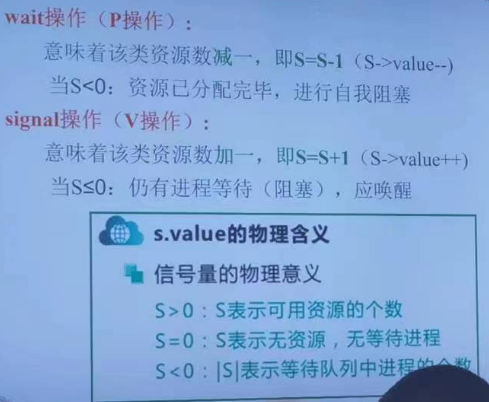 wait操作（P操作）:
意味着该类资源数减一，即S=S-1（S->value--)
当S<0：资源已分配完毕，进行自我阻塞
signal操作（V操作）:
意味着该类资源数加一，即S=S+1（S->value++)
当S≤0：仍有进程等待（阻塞），应唤醒
s.value的物理含义
信号量的物理意义
S>0：S表示可用资源的个数
S=0：S表示无资源，无等待进程
S<0：|S|表示等待队列中进程的个数